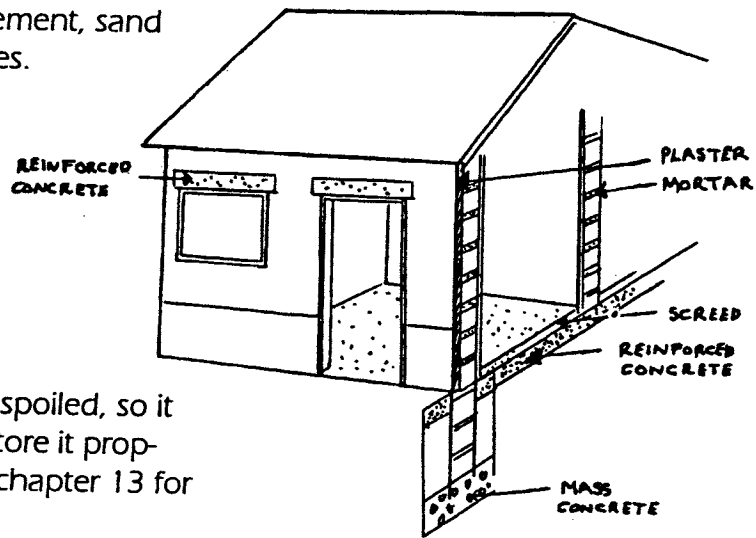 ement, sand
es.
REINFORCED
CONCRETE
PLASTER
MORTAR
SCREED
REINFORCED
CONCRETE
spoiled, so it
tore it prop-
chapter 13 for
MASS
CONCRETE